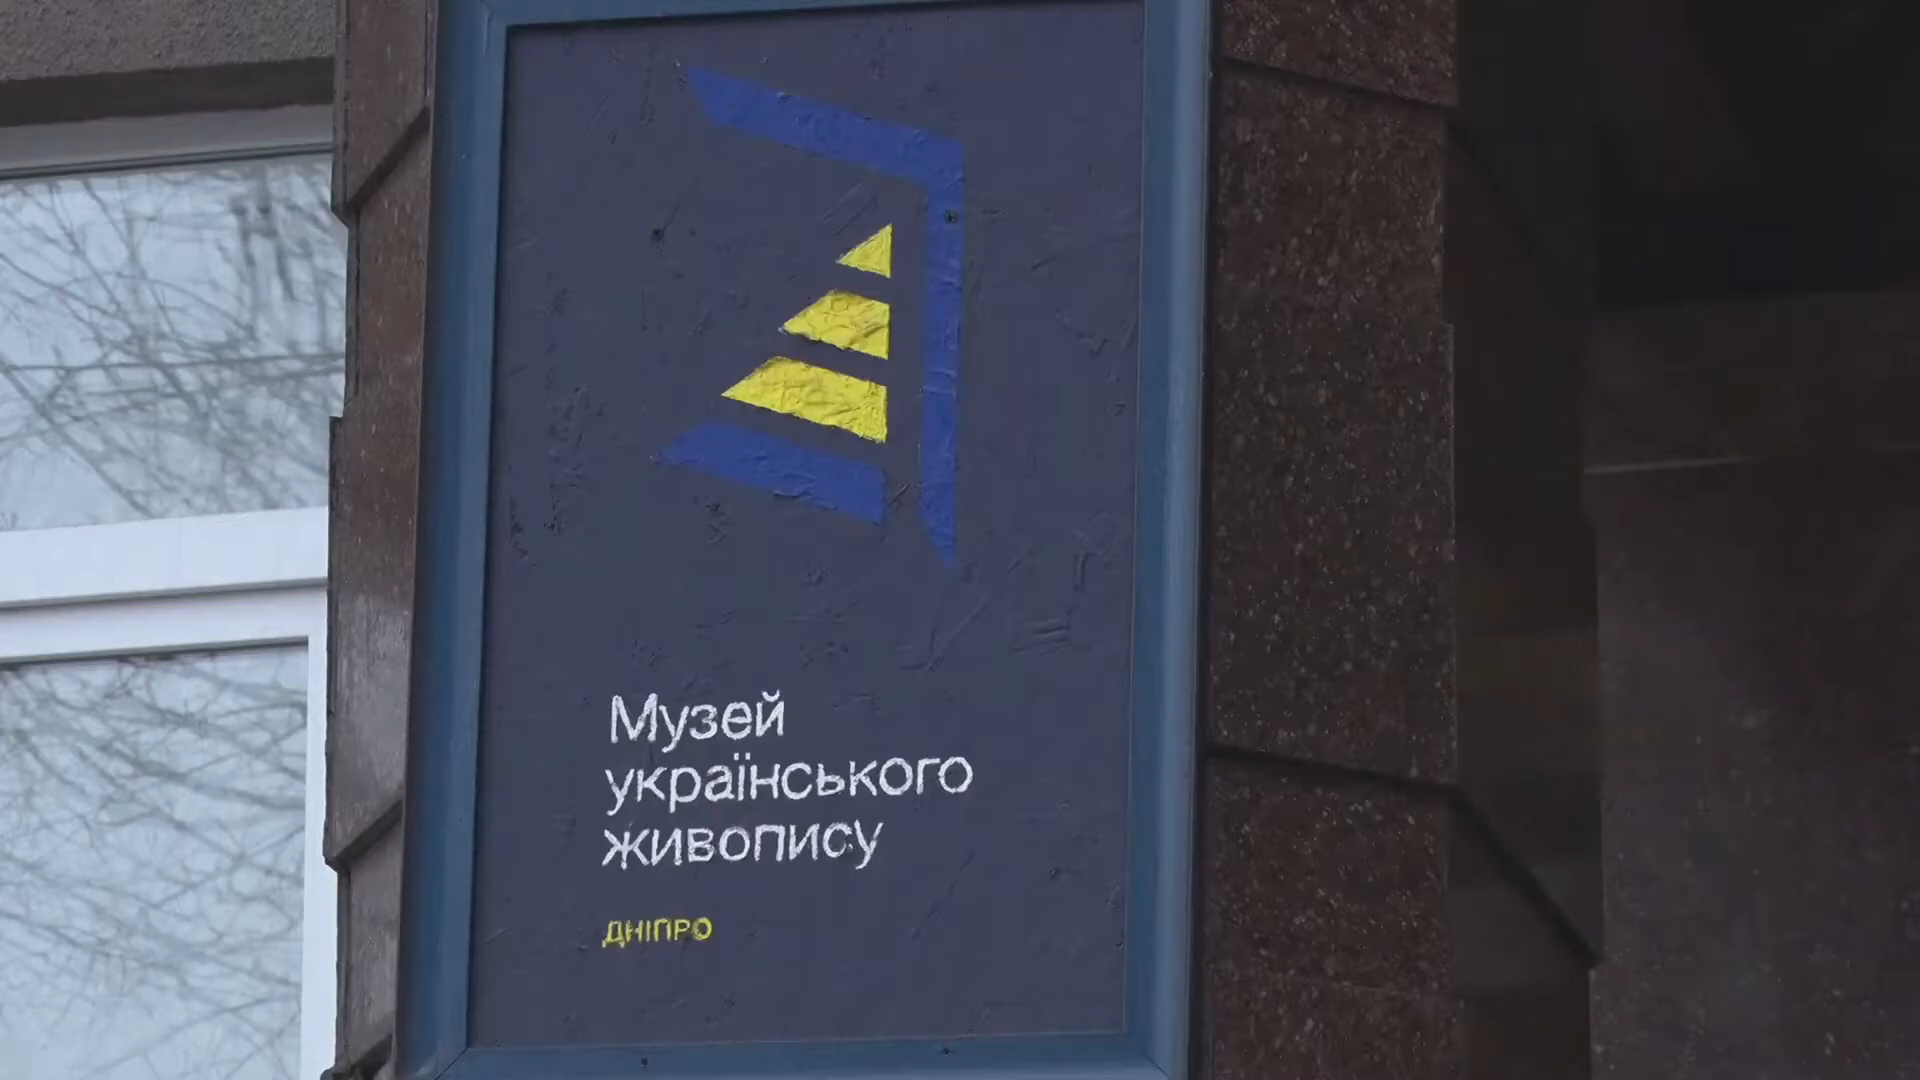 Музей
українського
живопису
ДНІПРО